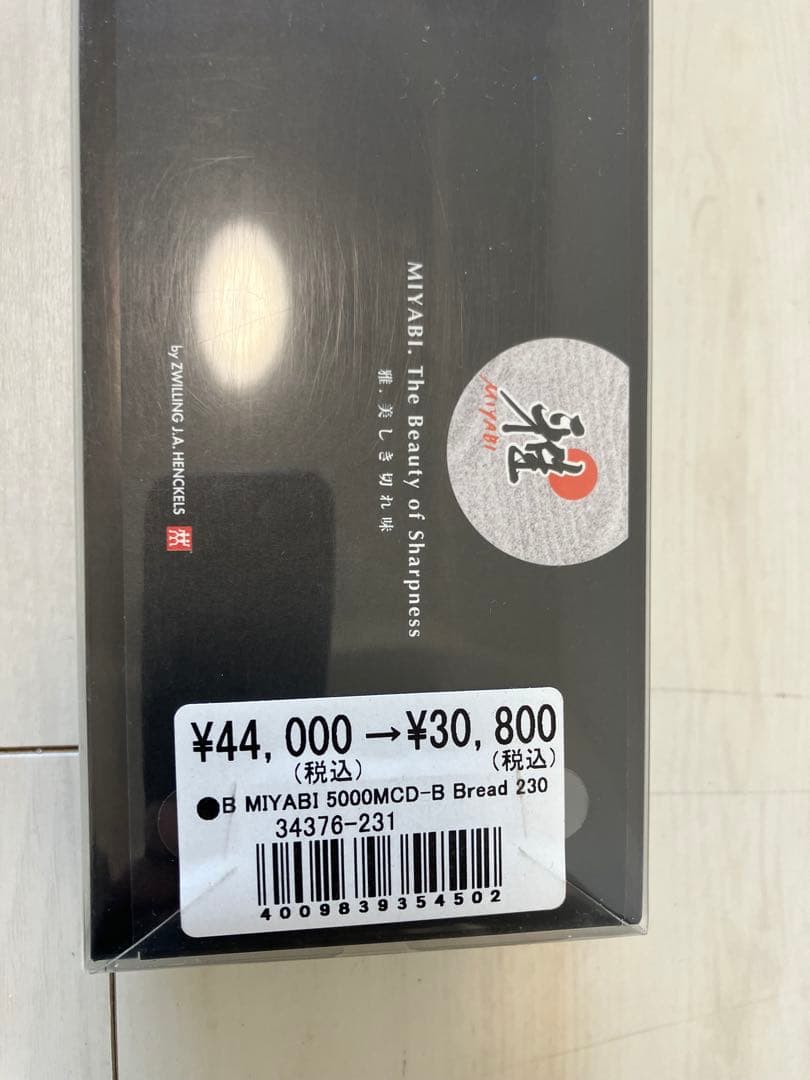 雅
MIYABI
MIYABI. The Beauty of Sharpness
雅. 美しき切れ味
by ZWILLING J.A. HENCKELS
¥44,000→¥30,800
(税込) (税込)
●B MIYABI 5000MCD-B Bread 230
34376-231
4009839354502